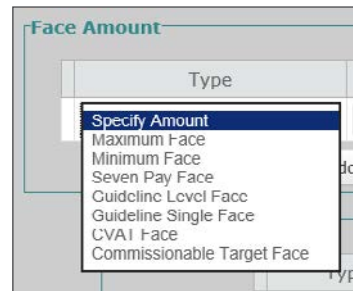 Face Amount
Type
Specify Amount
Maximum Face
Minimum Face
Seven Pay Face
Guideline Level Face
Guideline Single Face
CVAT Face
Commissionable Target Face